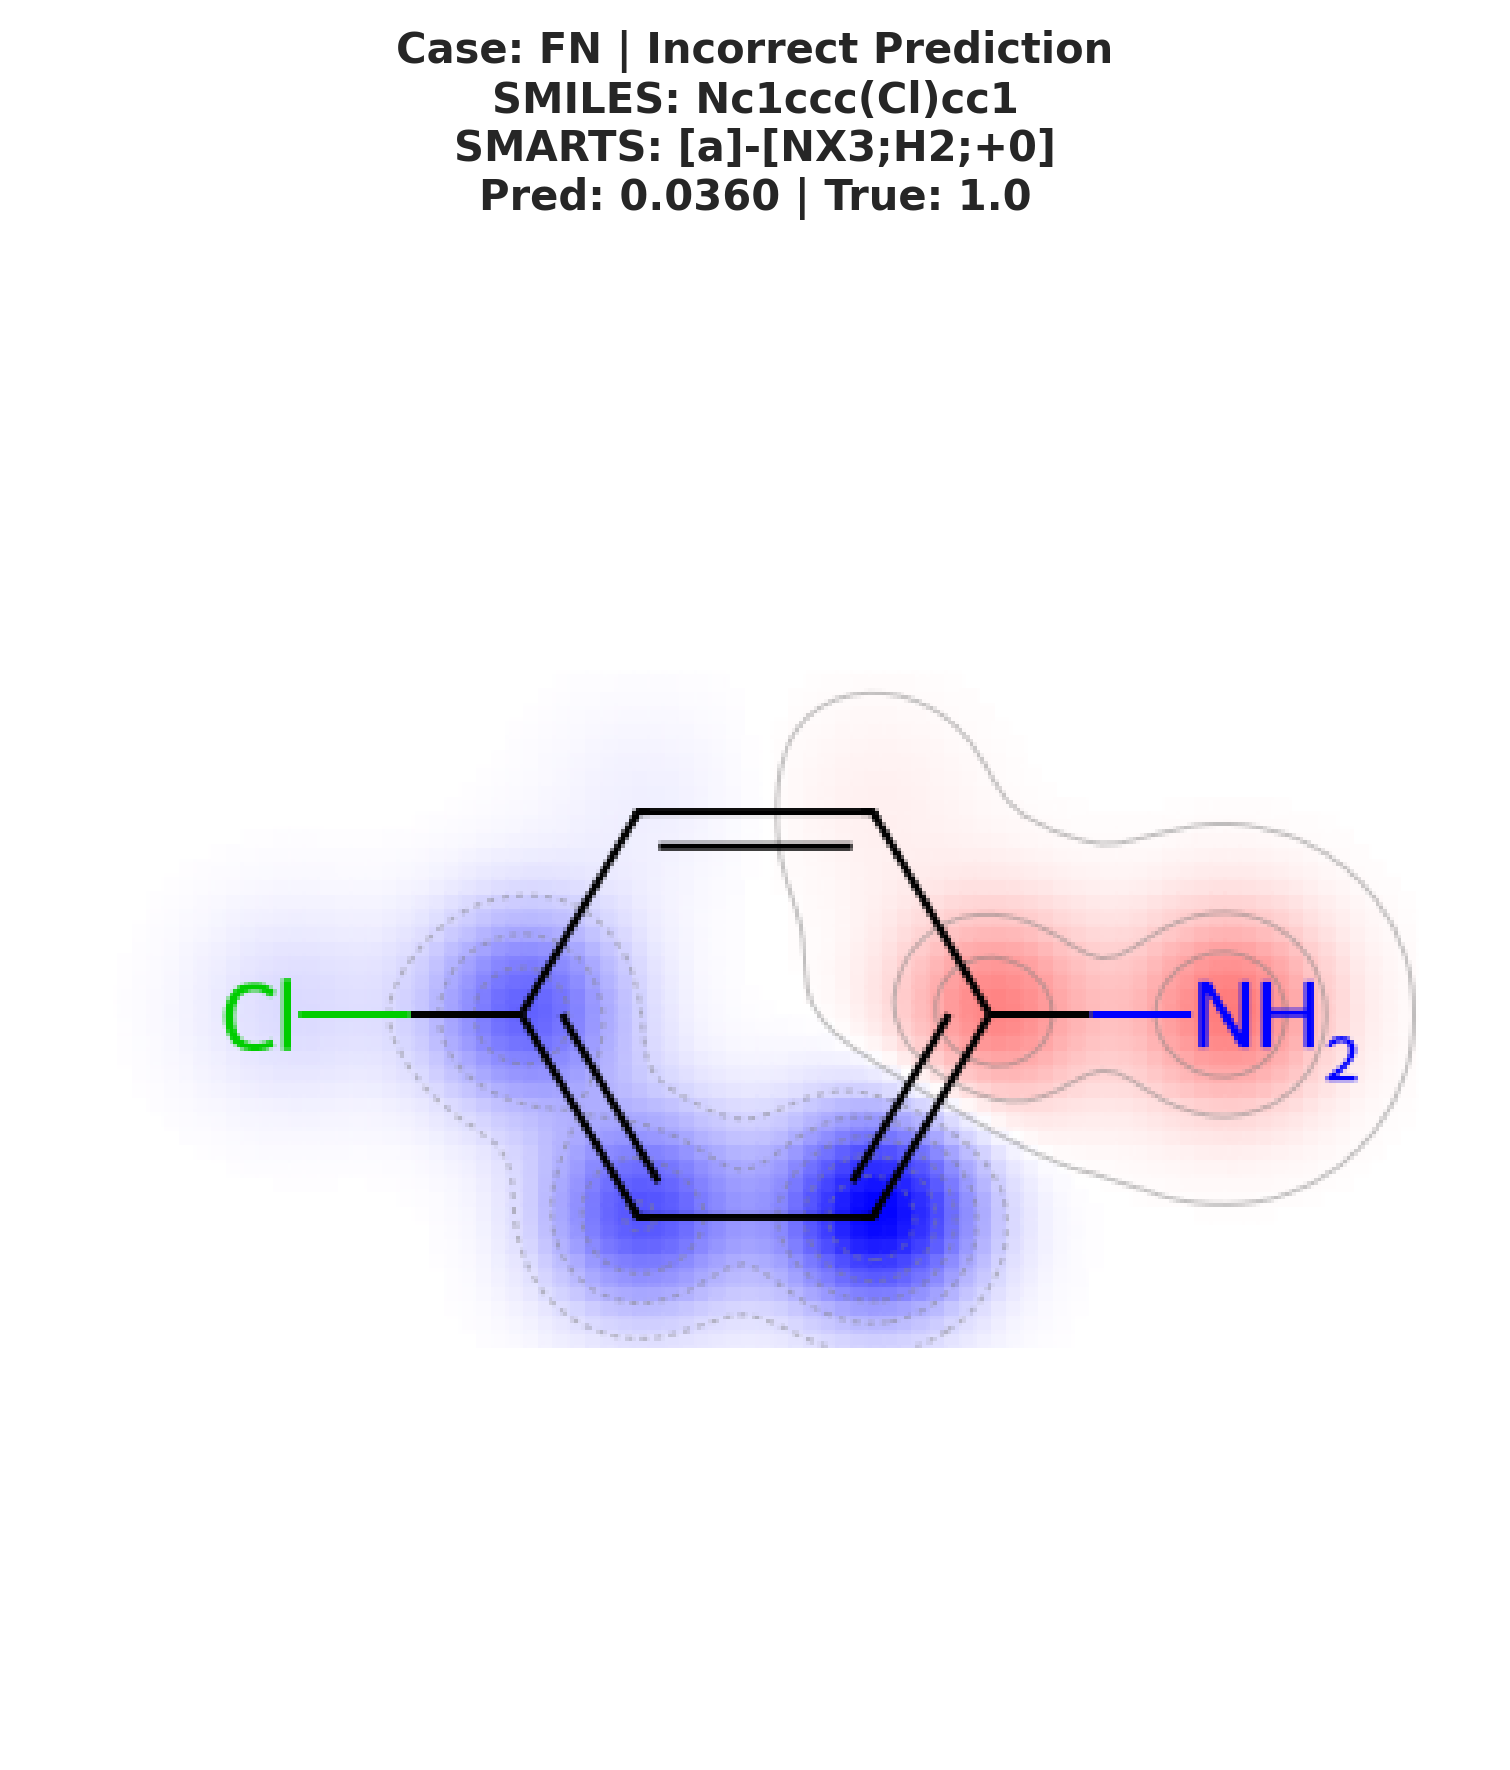 Case: FN | Incorrect Prediction
SMILES: Nc1ccc(Cl)cc1
SMARTS: [a]-[NX3;H2;+0]
Pred: 0.0360 | True: 1.0
Cl NH2